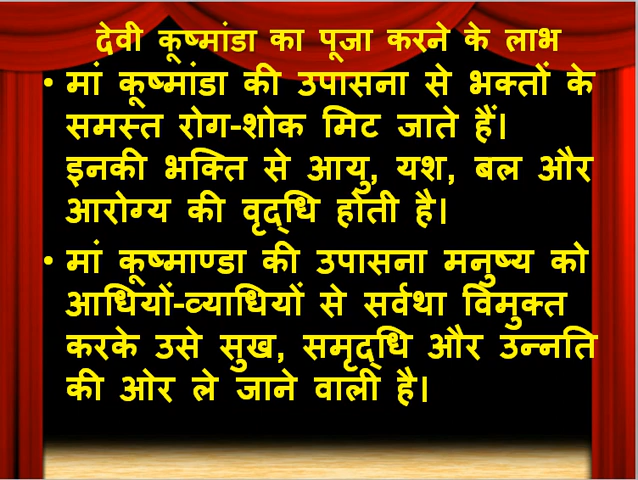 देवी कूष्मांडा का पूजा करने के लाभ
• मां कूष्मांडा की उपासना से भक्तों के
समस्त रोग-शोक मिट जाते हैं।
इनकी भक्ति से आयु, यश, बल और
आरोग्य की वृद्धि होती है।
• मां कूष्माण्डा की उपासना मनुष्य को
आधियों-व्याधियों से सर्वथा विमुक्त
करके उसे सुख, समृद्धि और उन्नति
की ओर ले जाने वाली है।